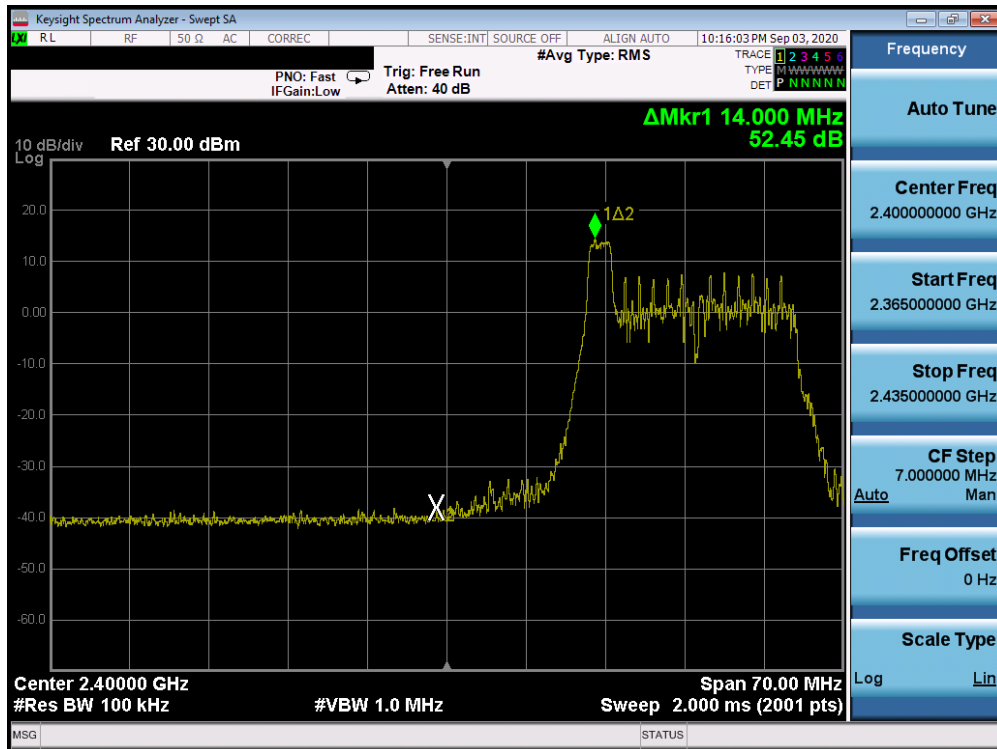 Keysight Spectrum Analyzer - Swept SA
LXI RL RF 50 Ω AC CORREC SENSE:INT SOURCE OFF ALIGN AUTO 10:16:03 PM Sep 03, 2020
#Avg Type: RMS
TRACE 1 2 3 4 5 6
TYPE M WWWWW
DET P N N N N N
PNO: Fast
IFGain:Low
Trig: Free Run
Atten: 40 dB
ΔMkr1 14.000 MHz
52.45 dB
10 dB/div
Log
Ref 30.00 dBm
1Δ2
20.0
10.0
0.00
-10.0
-20.0
-30.0
-40.0
X
-50.0
-60.0
Center 2.40000 GHz
Span 70.00 MHz
#Res BW 100 kHz
#VBW 1.0 MHz
Sweep 2.000 ms (2001 pts)
MSG
STATUS
Frequency
Auto Tune
Center Freq
2.400000000 GHz
Start Freq
2.365000000 GHz
Stop Freq
2.435000000 GHz
CF Step
7.000000 MHz
Auto Man
Freq Offset
0 Hz
Scale Type
Log Lin